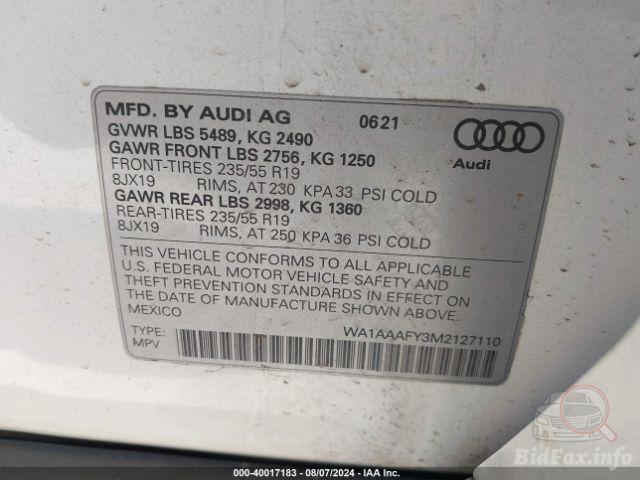 MFD. BY AUDI AG 0621
GVWR LBS 5489, KG 2490
GAWR FRONT LBS 2756, KG 1250
FRONT-TIRES 235/55 R19
8JX19 RIMS, AT 230 KPA 33 PSI COLD
GAWR REAR LBS 2998, KG 1360
REAR-TIRES 235/55 R19
8JX19 RIMS, AT 250 KPA 36 PSI COLD
Audi
THIS VEHICLE CONFORMS TO ALL APPLICABLE
U.S. FEDERAL MOTOR VEHICLE SAFETY AND
THEFT PREVENTION STANDARDS IN EFFECT ON
THE DATE OF MANUFACTURE SHOWN ABOVE.
MEXICO
TYPE: WA1AAAFY3M2127110
MPV
BidFax.info
000-40017183 - 08/07/2024 - IAA Inc.